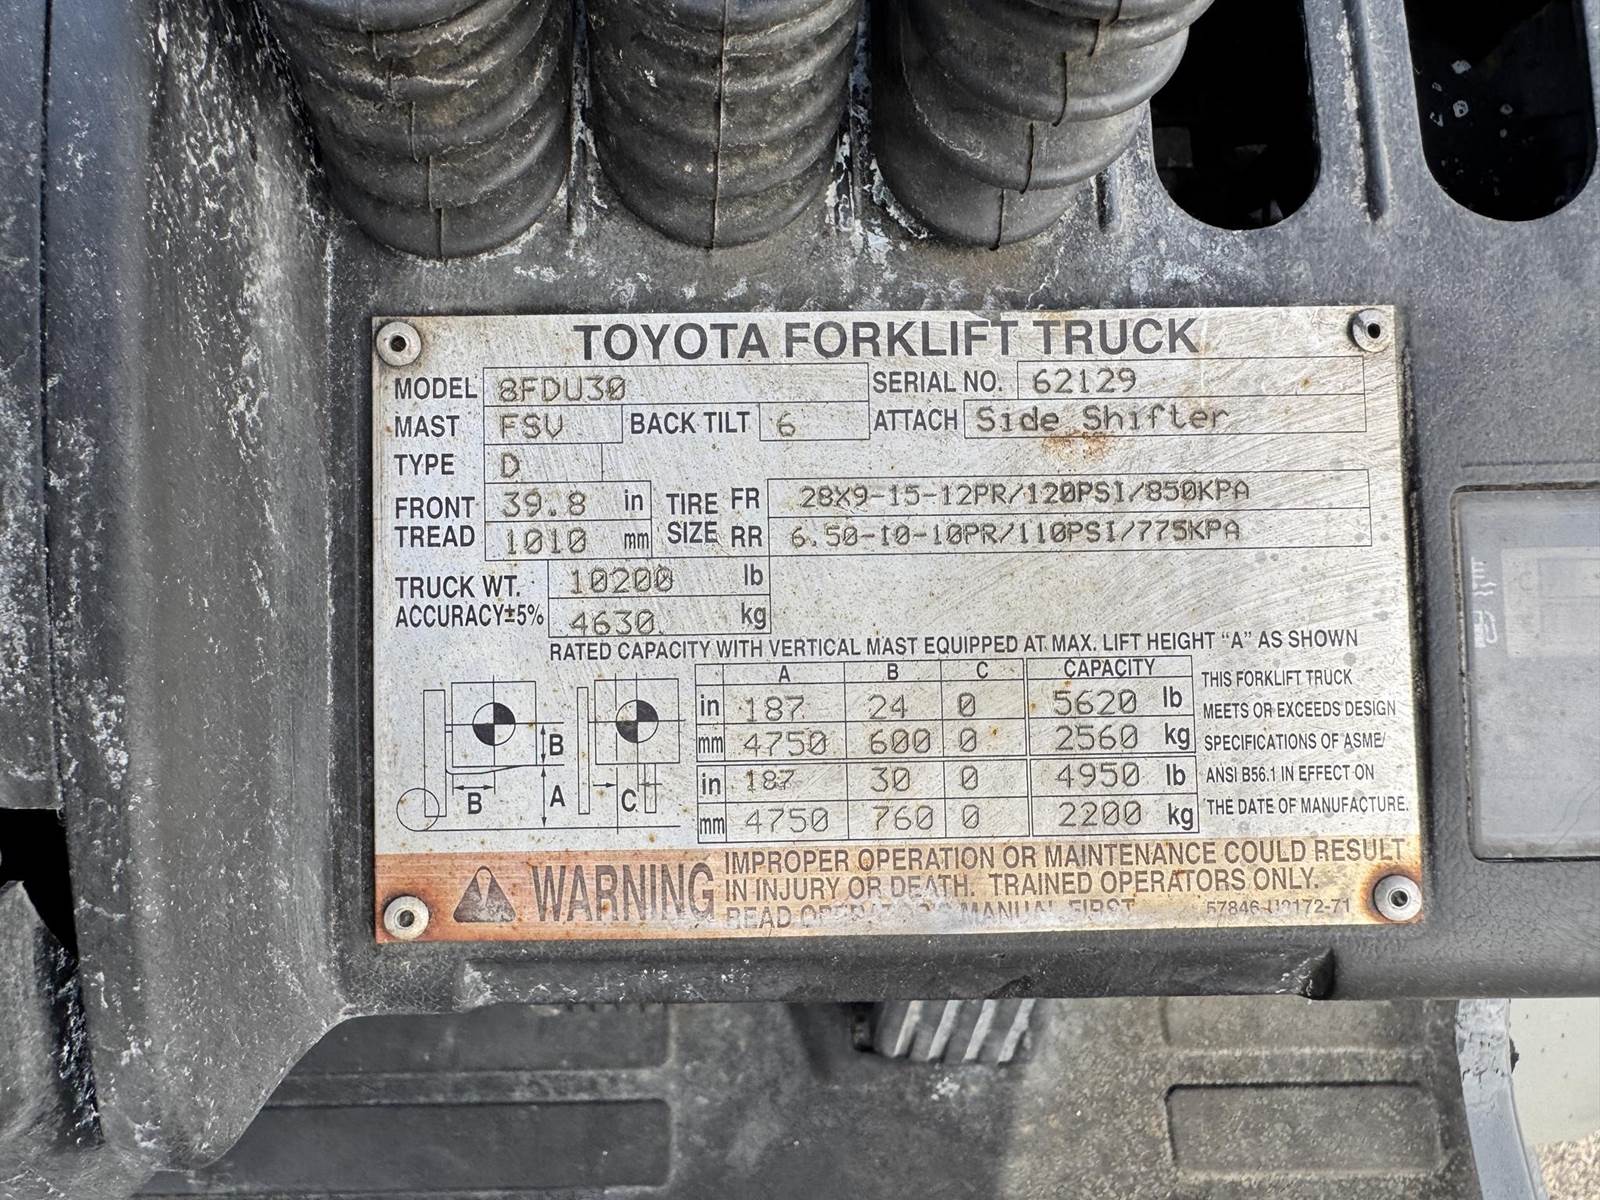 TOYOTA FORKLIFT TRUCK
MODEL 8FDU30 SERIAL NO. 62129
MAST FSV BACK TILT 6 ATTACH Side Shifter
TYPE D
FRONT TREAD 39.8 in TIRE SIZE FR 28X9-15-12PR/120PSI/850KPA
1010 mm RR 6.50-10-10PR/110PSI/775KPA
TRUCK WT. 10200 lb
ACCURACY±5% 4630 kg
RATED CAPACITY WITH VERTICAL MAST EQUIPPED AT MAX. LIFT HEIGHT “A” AS SHOWN
A B C CAPACITY
in 187 24 0 5620 lb
mm 4750 600 0 2560 kg
in 187 30 0 4950 lb
mm 4750 760 0 2200 kg
B
B A C
THIS FORKLIFT TRUCK
MEETS OR EXCEEDS DESIGN
SPECIFICATIONS OF ASME/
ANSI B56.1 IN EFFECT ON
THE DATE OF MANUFACTURE.
WARNING
IMPROPER OPERATION OR MAINTENANCE COULD RESULT
IN INJURY OR DEATH. TRAINED OPERATORS ONLY.
READ OPERATOR'S MANUAL FIRST